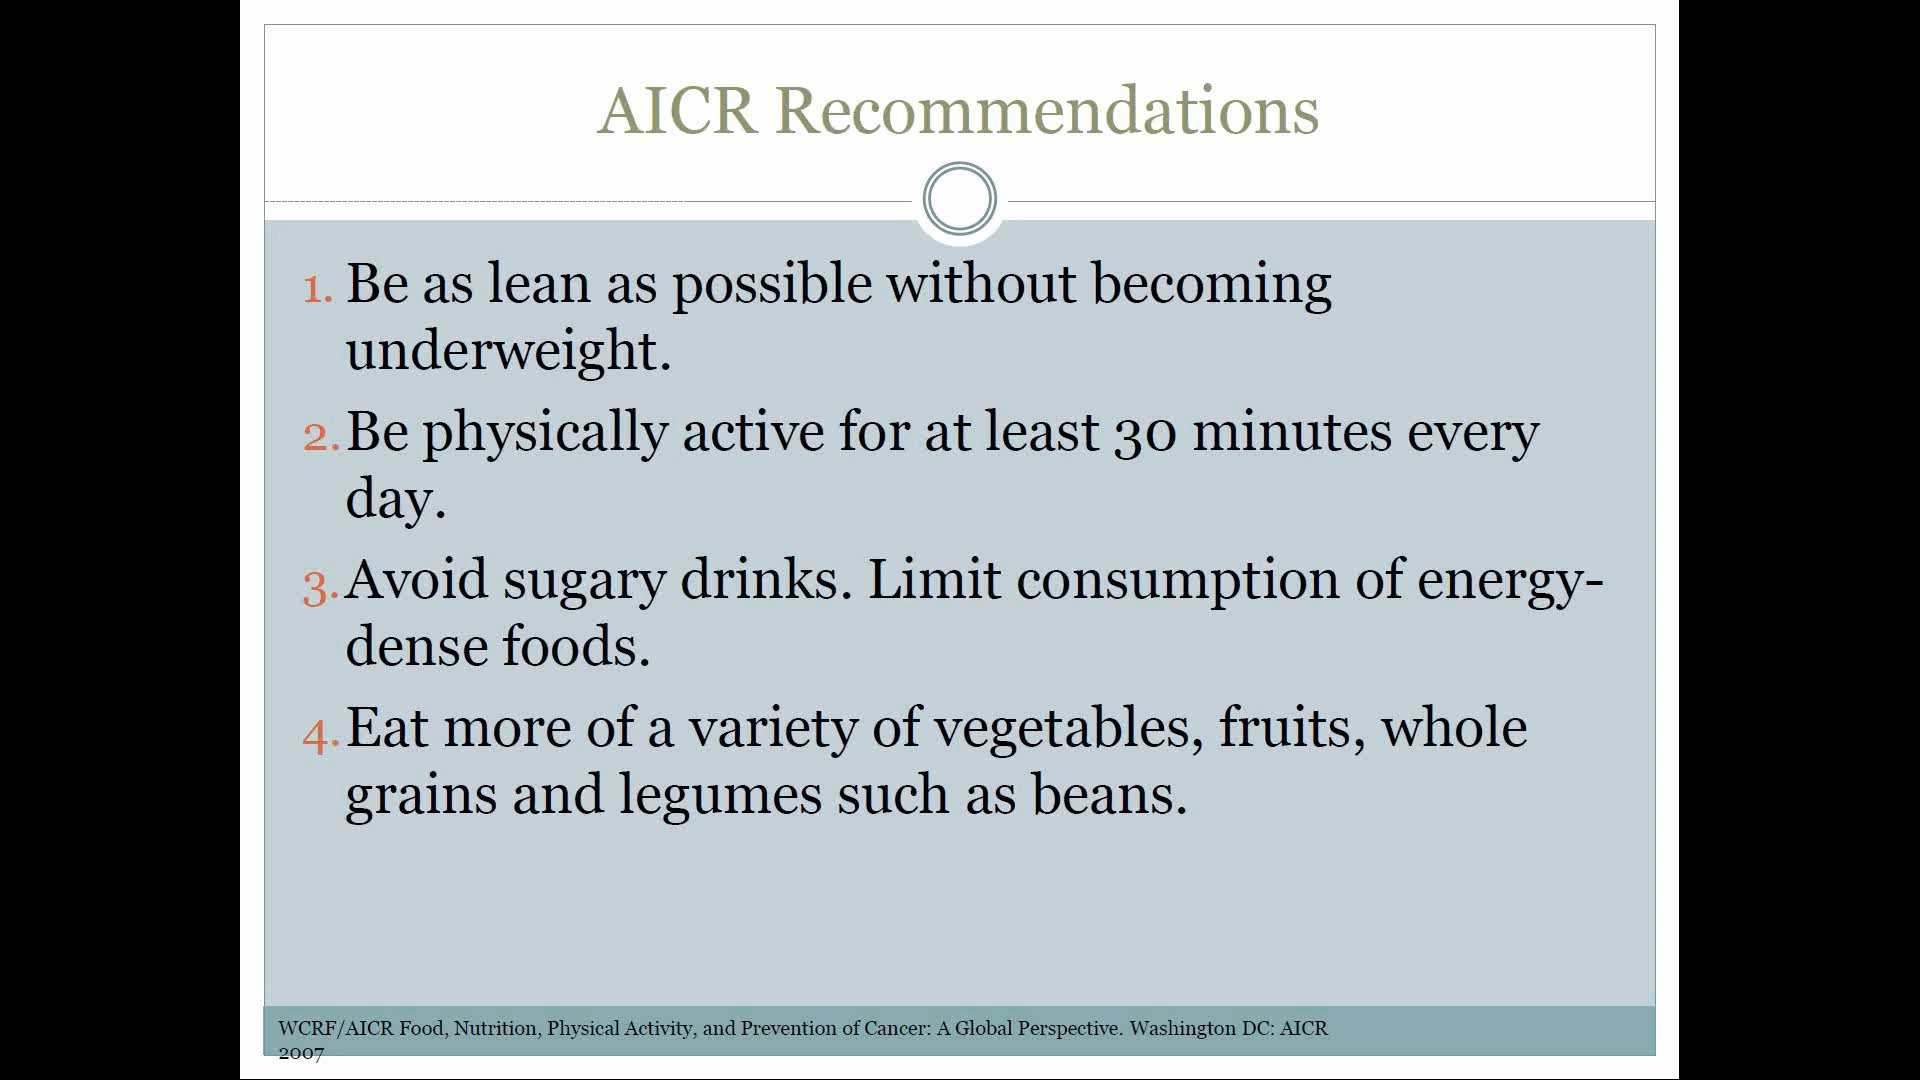 AICR Recommendations
1. Be as lean as possible without becoming
underweight.
2. Be physically active for at least 30 minutes every
day.
3. Avoid sugary drinks. Limit consumption of energy-
dense foods.
4. Eat more of a variety of vegetables, fruits, whole
grains and legumes such as beans.
WCRF/AICR Food, Nutrition, Physical Activity, and Prevention of Cancer: A Global Perspective. Washington DC: AICR
2007